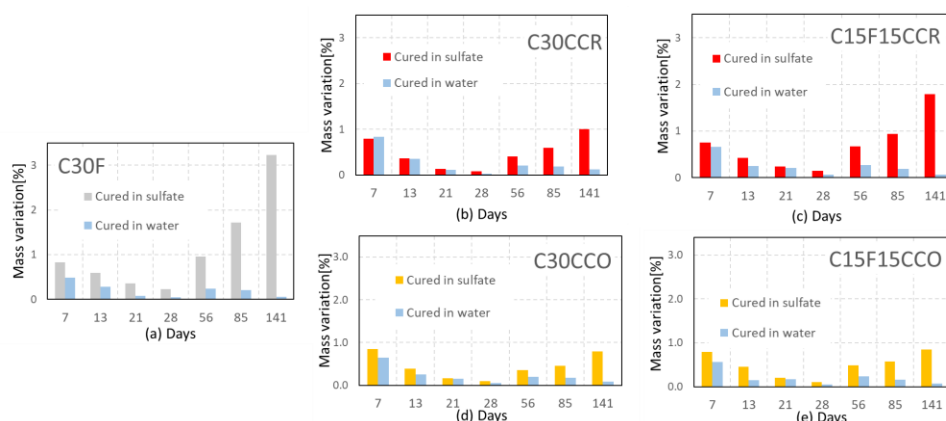 C30F
Mass variation[%]
3
2
1
0
Cured in sulfate
Cured in water
7 13 21 28 56 85 141
(a) Days
C30CCR
Mass variation[%]
3
2
1
0
Cured in sulfate
Cured in water
7 13 21 28 56 85 141
(b) Days
C15F15CCR
Mass variation[%]
3
2
1
0
Cured in sulfate
Cured in water
7 13 21 28 56 85 141
(c) Days
C30CCO
Mass variation[%]
3.0
2.0
1.0
0.0
Cured in sulfate
Cured in water
7 13 21 28 56 85 141
(d) Days
C15F15CCO
Mass variation[%]
3.0
2.0
1.0
0.0
Cured in sulfate
Cured in water
7 13 21 28 56 85 141
(e) Days